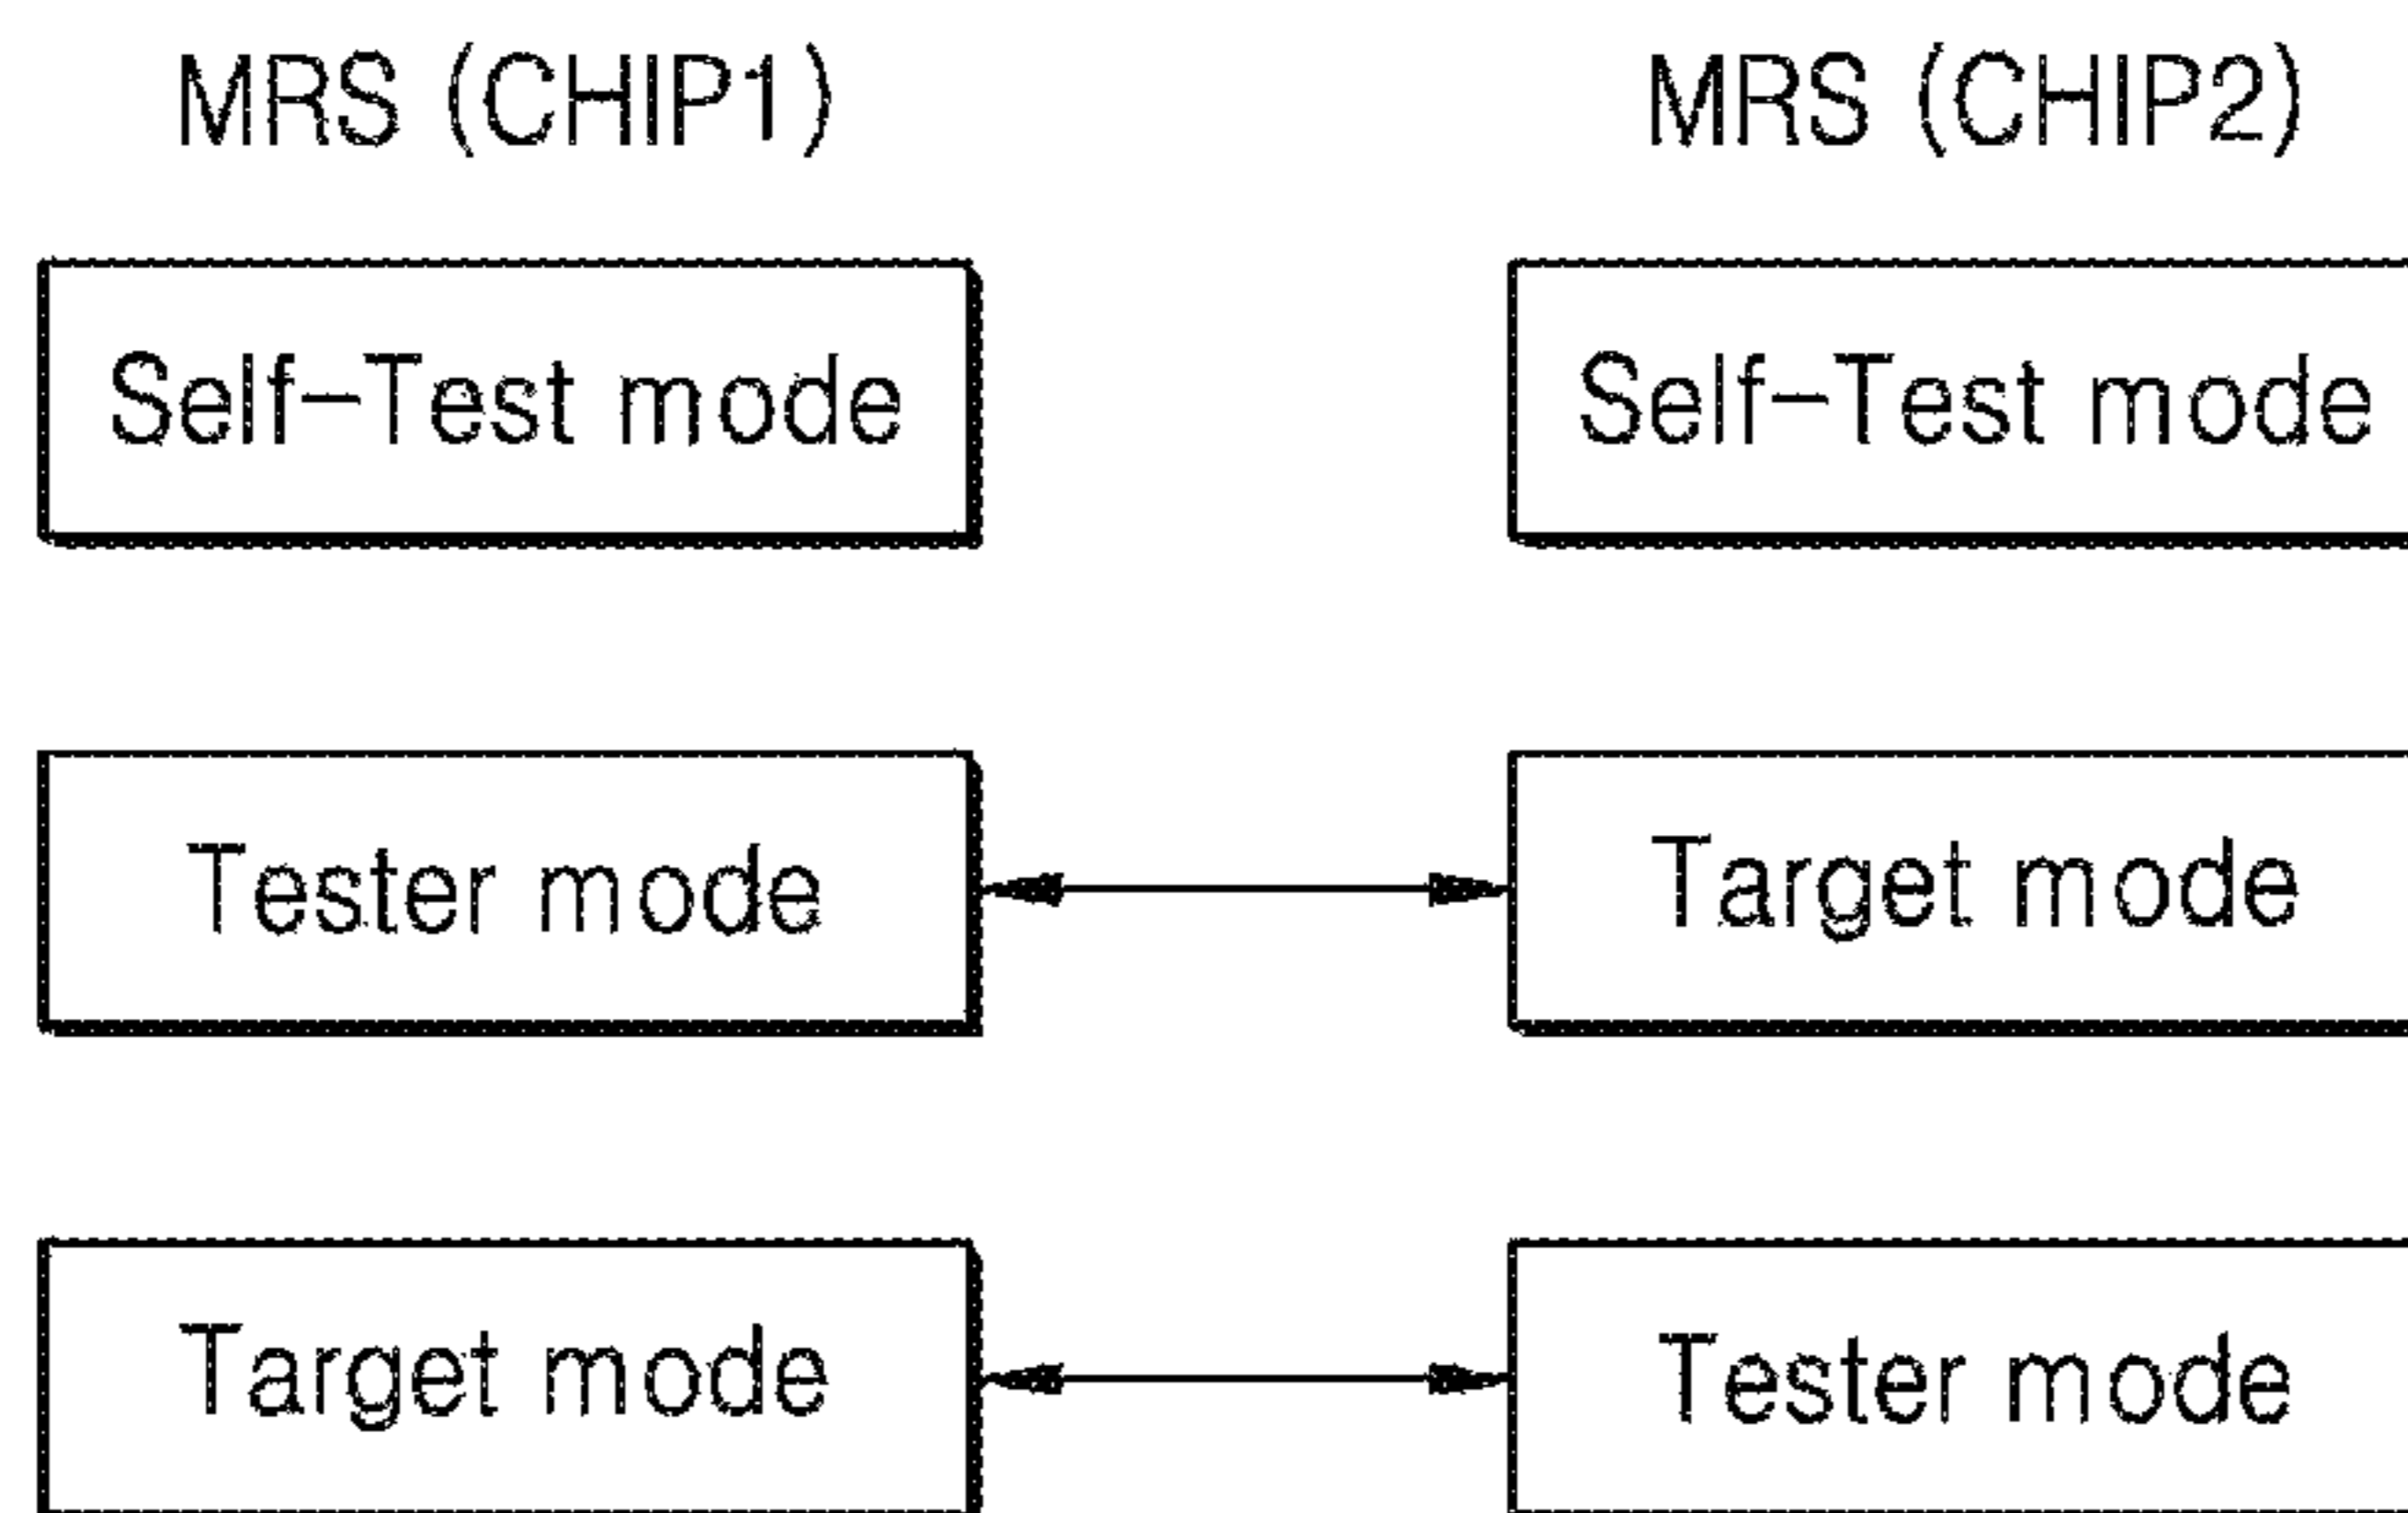 MRS (CHIP1) MRS (CHIP2)
Self-Test mode Self-Test mode
Tester mode Target mode
Target mode Tester mode